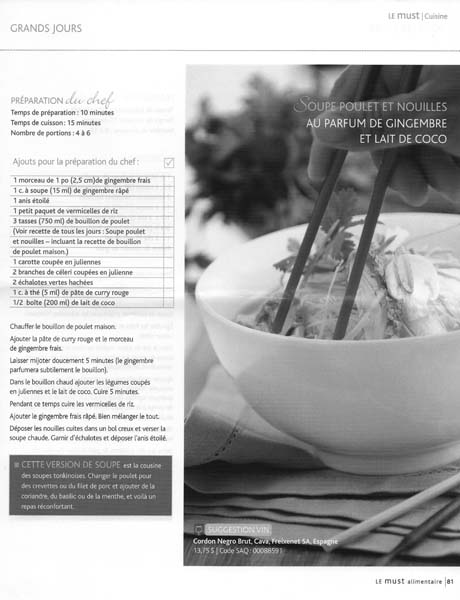 LE must | Cuisine
GRANDS JOURS
SOUPE POULET ET NOUILLES
AU PARFUM DE GINGEMBRE
ET LAIT DE COCO
PRÉPARATION du chef
Temps de préparation : 10 minutes
Temps de cuisson : 15 minutes
Nombre de portions : 4 à 6
Ajouts pour la préparation du chef :
1 morceau de 1 po (2,5 cm)de gingembre frais
1 c. à soupe (15 ml) de gingembre râpé
1 anis étoilé
1 petit paquet de vermicelles de riz
3 tasses (750 ml) de bouillon de poulet
(Voir recette de tous les jours : Soupe poulet
et nouilles – incluant la recette de bouillon
de poulet maison.)
1 carotte coupée en juliennes
2 branches de céleri coupées en julienne
2 échalotes vertes hachées
1 c. à thé (5 ml) de pâte de curry rouge
1/2 boîte (200 ml) de lait de coco
Chauffer le bouillon de poulet maison.
Ajouter la pâte de curry rouge et le morceau
de gingembre frais.
Laisser mijoter doucement 5 minutes (le gingembre
parfumera subtilement le bouillon).
Dans le bouillon chaud ajouter les légumes coupés
en juliennes et le lait de coco. Cuire 5 minutes.
Pendant ce temps cuire les vermicelles de riz.
Ajouter le gingembre frais râpé. Bien mélanger le tout.
Déposer les nouilles cuites dans un bol creux et verser la
soupe chaude. Garnir d'échalotes et déposer l'anis étoilé.
CETTE VERSION DE SOUPE est la cousine
des soupes tonkinoises. Changer le poulet pour
des crevettes ou du filet de porc et ajouter de la
coriandre, du basilic ou de la menthe, et voilà un
repas réconfortant.
SUGGESTION VIN
Cordon Negro Brut, Cava, Freixenet SA, Espagne
13,75 $ | Code SAQ : 00088591
LE must alimentaire | 81